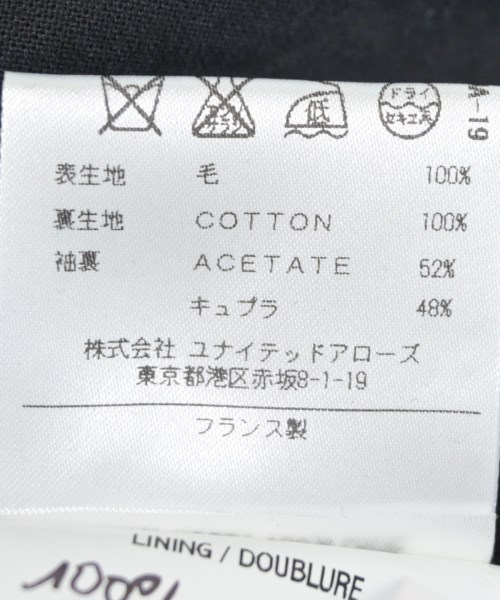 低
ドライ
セキユ系
A-19
表生地 毛 100%
裏生地 COTTON 100%
袖裏 ACETATE 52%
キュプラ 48%
株式会社 ユナイテッドアローズ
東京都港区赤坂8-1-19
フランス製
LINING / DOUBLURE